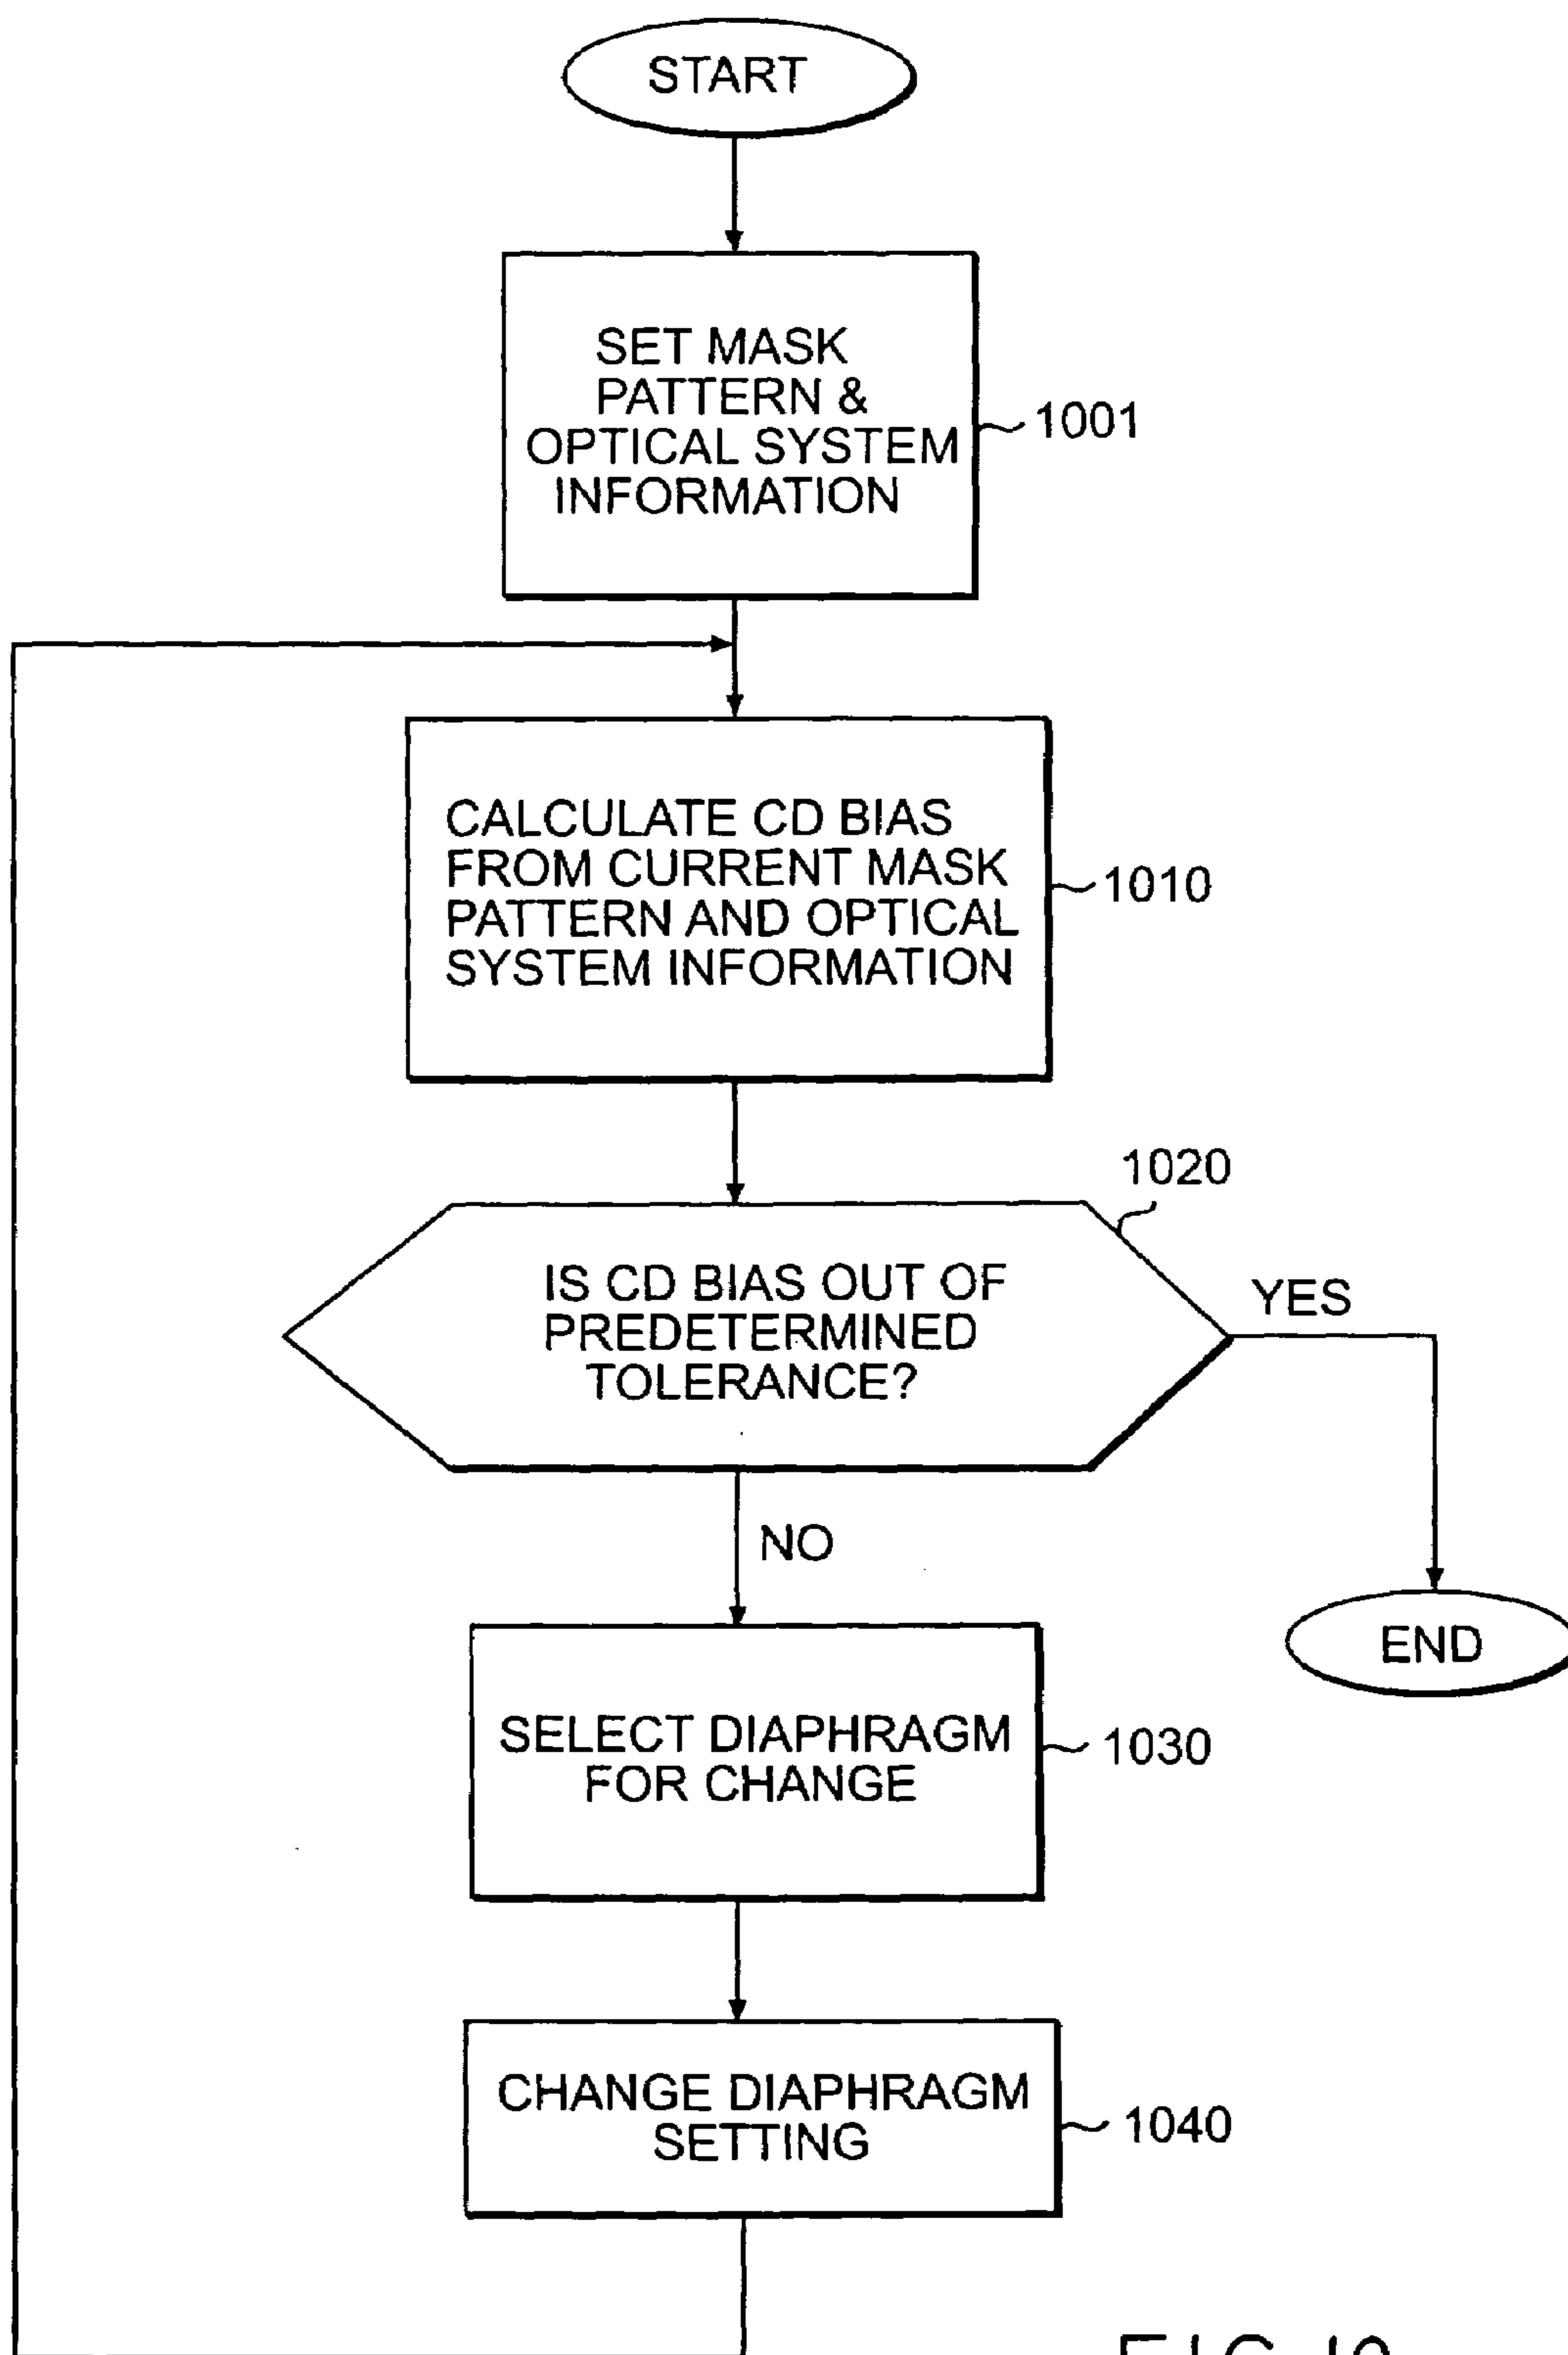 START
SET MASK
PATTERN &
OPTICAL SYSTEM
INFORMATION
1001
CALCULATE CD BIAS
FROM CURRENT MASK
PATTERN AND OPTICAL
SYSTEM INFORMATION
1010
1020
IS CD BIAS OUT OF
PREDETERMINED
TOLERANCE?
YES
NO
END
SELECT DIAPHRAGM
FOR CHANGE
1030
CHANGE DIAPHRAGM
SETTING
1040